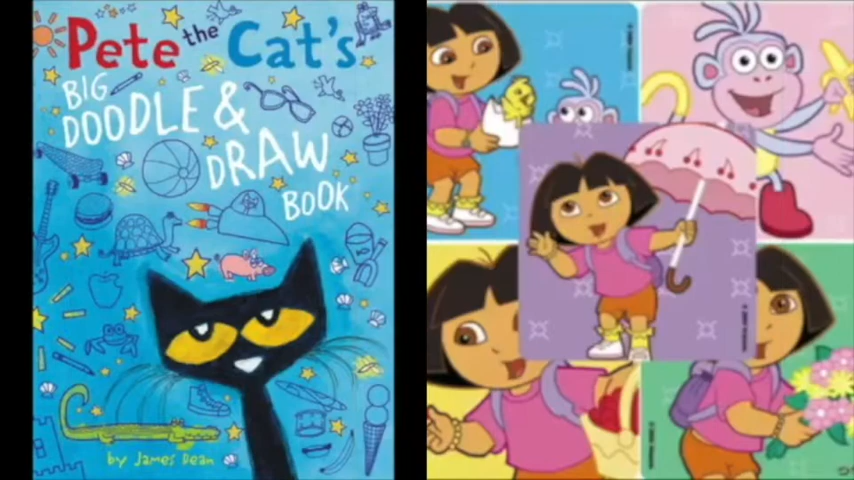 Pete the Cat's
BIG
DOODLE &
DRAW
BOOK
by James Dean